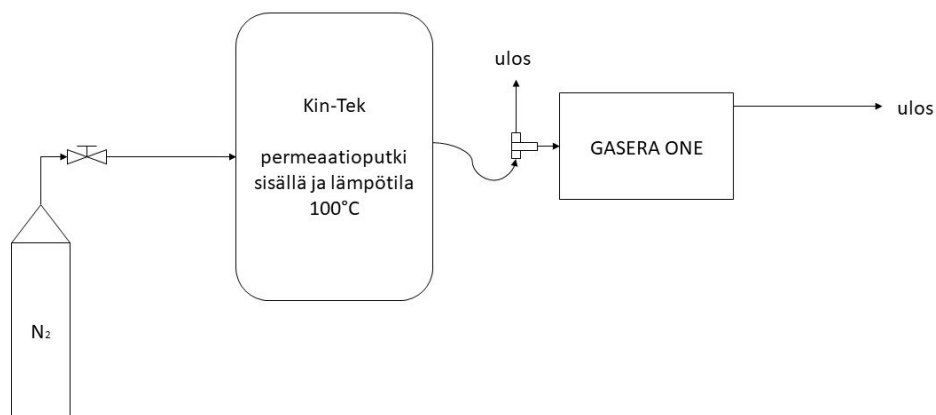 ulos
Kin-Tek
permeaatioputki
sisällä ja lämpötila
100°C
GASERA ONE
ulos
N₂